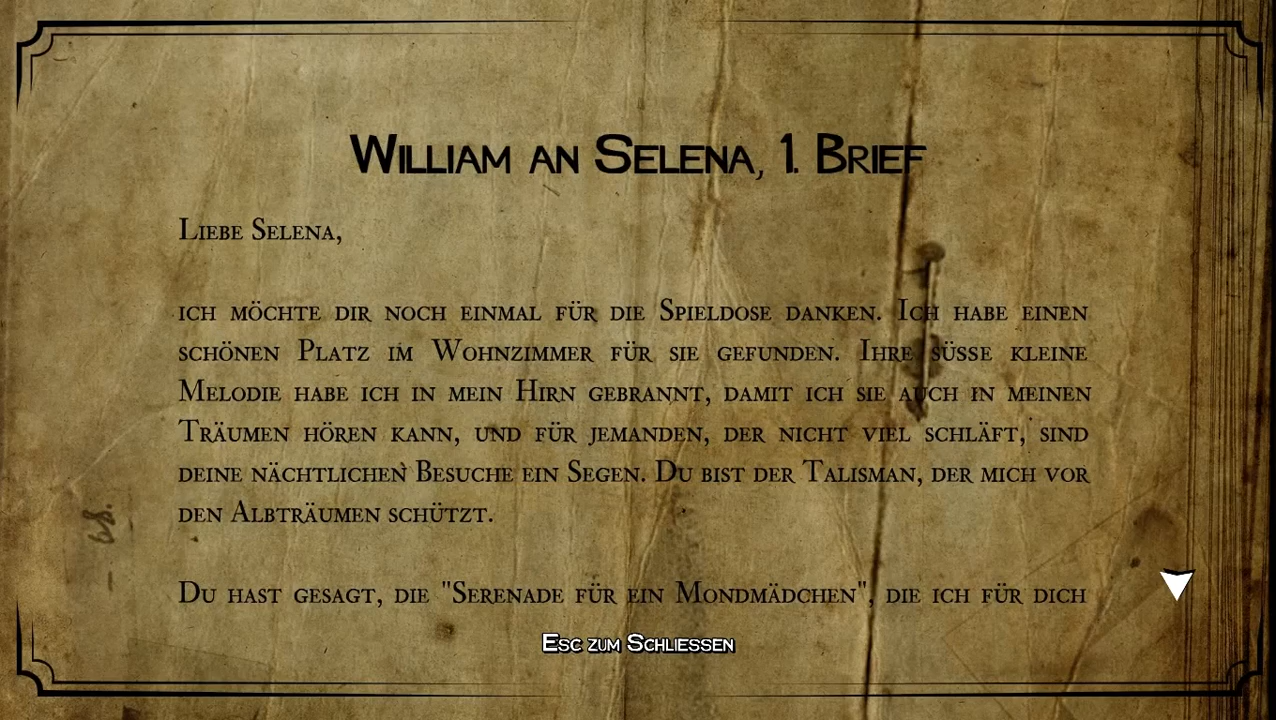 William an Selena, 1. Brief
Liebe Selena,
ich möchte dir noch einmal für die Spieldose danken. Ich habe einen
schönen Platz im Wohnzimmer für sie gefunden. Ihre süsse kleine
Melodie habe ich in mein Hirn gebrannt, damit ich sie auch in meinen
Träumen hören kann, und für jemanden, der nicht viel schläft, sind
deine nächtlichen Besuche ein Segen. Du bist der Talisman, der mich vor
den Albträumen schützt.
Du hast gesagt, die "Serenade für ein Mondmädchen", die ich für dich
Esc zum Schliessen